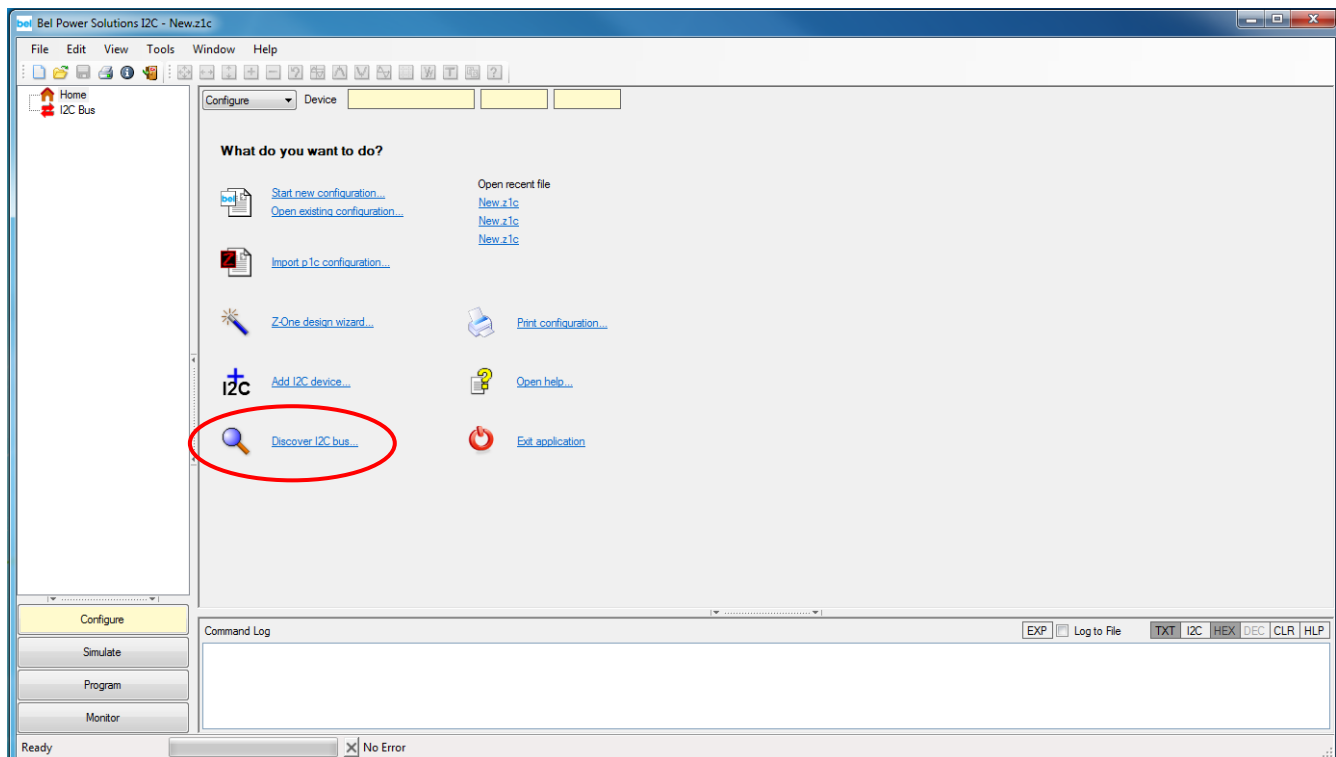 bel Bel Power Solutions I2C - New.z1c
File Edit View Tools Window Help
Home
I2C Bus
Configure Device
What do you want to do?
bel
Start new configuration...
Open existing configuration...
Open recent file
New.z1c
New.z1c
New.z1c
Z
Import p1c configuration...
Z-One design wizard...
Print configuration...
I2C
Add I2C device...
Open help...
Discover I2C bus...
Exit application
Configure
Simulate
Program
Monitor
Command Log
EXP Log to File TXT I2C HEX DEC CLR HLP
Ready
No Error